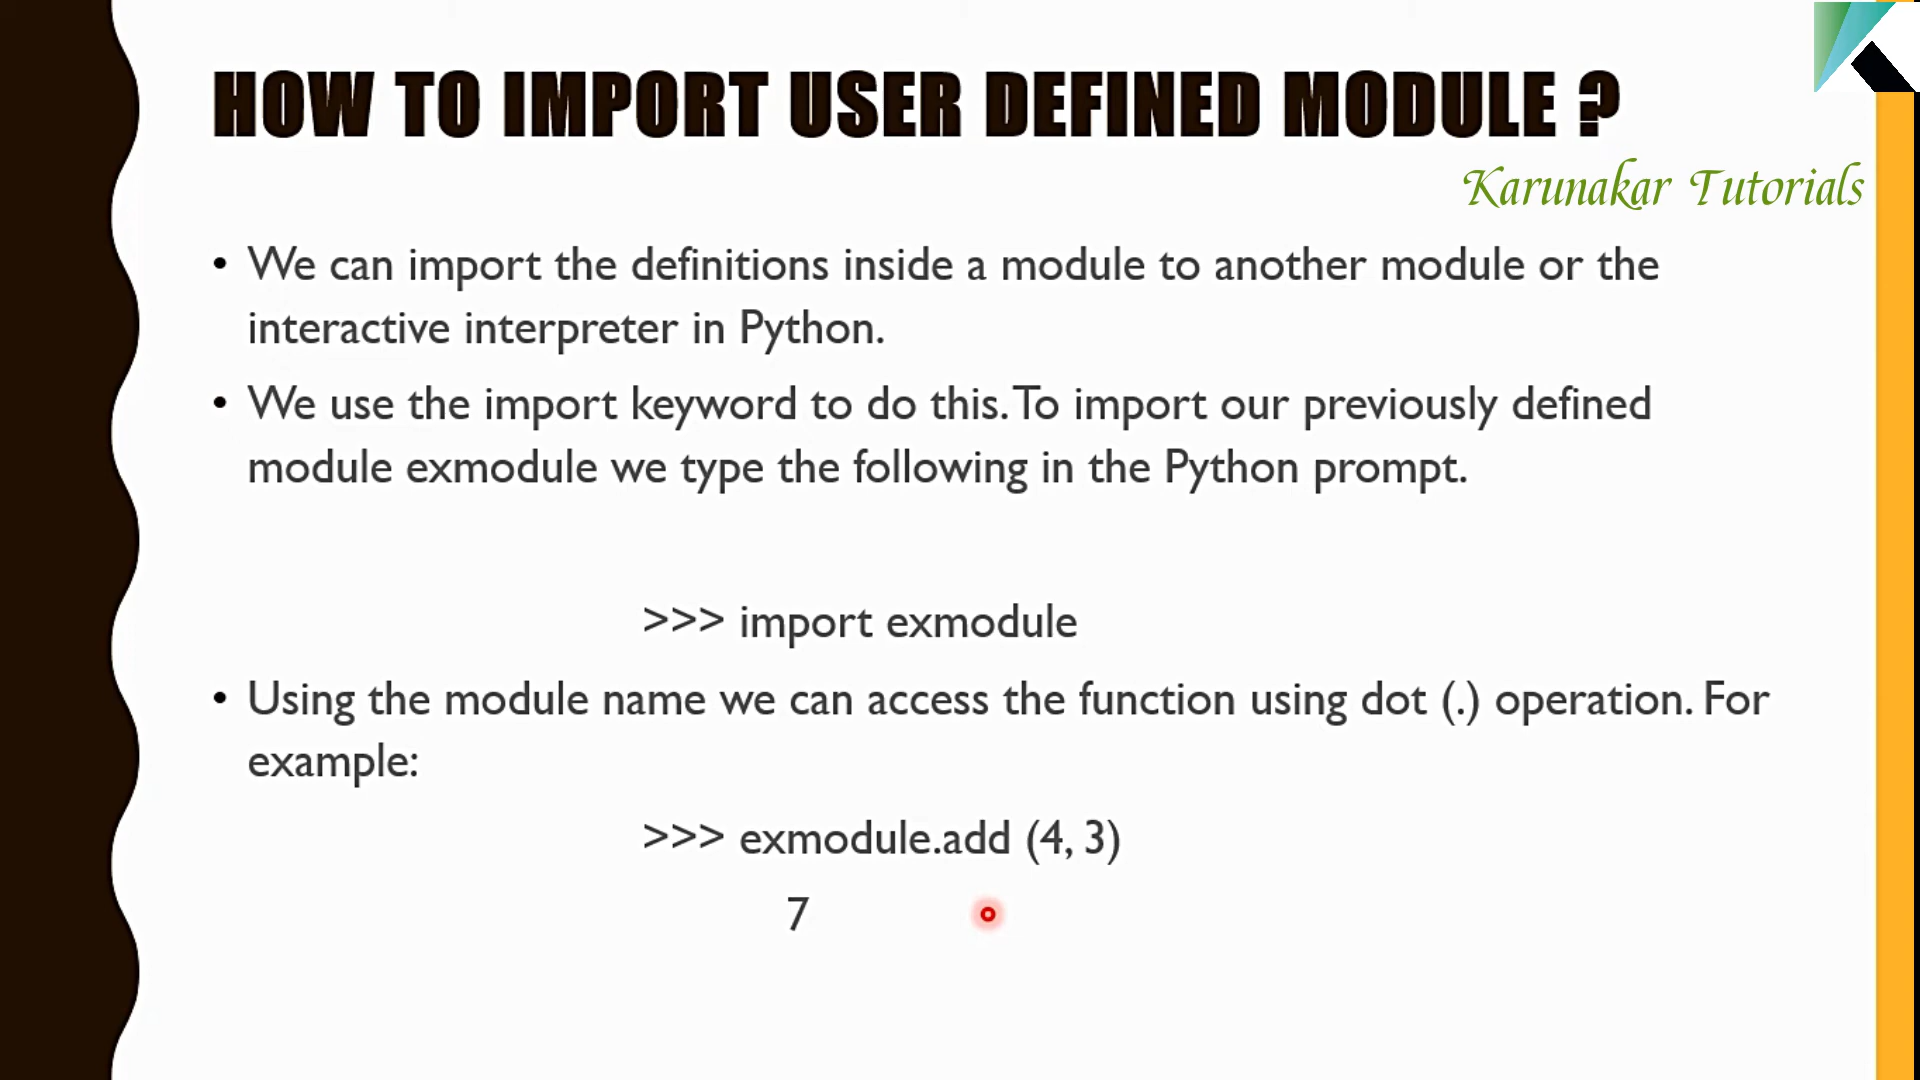 HOW TO IMPORT USER DEFINED MODULE ?
Karunakar Tutorials
• We can import the definitions inside a module to another module or the
interactive interpreter in Python.
• We use the import keyword to do this. To import our previously defined
module exmodule we type the following in the Python prompt.
>>> import exmodule
• Using the module name we can access the function using dot (.) operation. For
example:
>>> exmodule.add (4, 3)
7